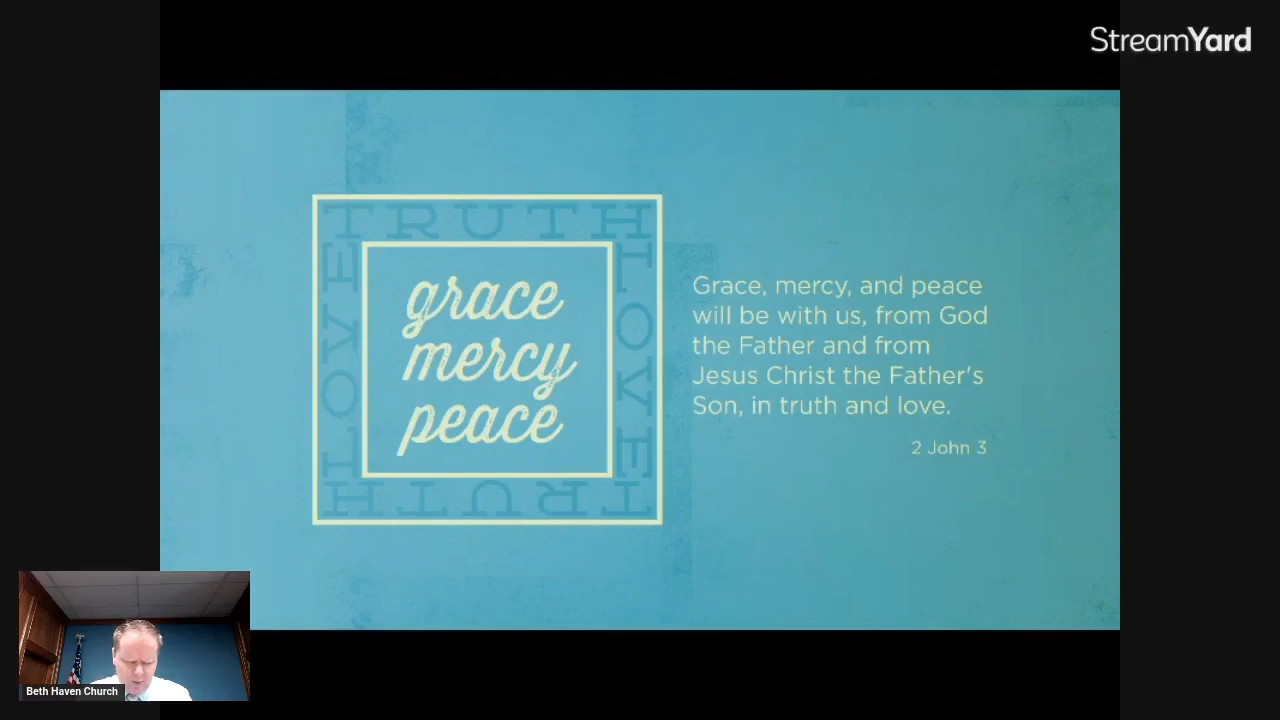 StreamYard
TRUTH
LOVE
LOVE
TRUTH
grace
mercy
peace
Grace, mercy, and peace
will be with us, from God
the Father and from
Jesus Christ the Father's
Son, in truth and love.
2 John 3
Beth Haven Church